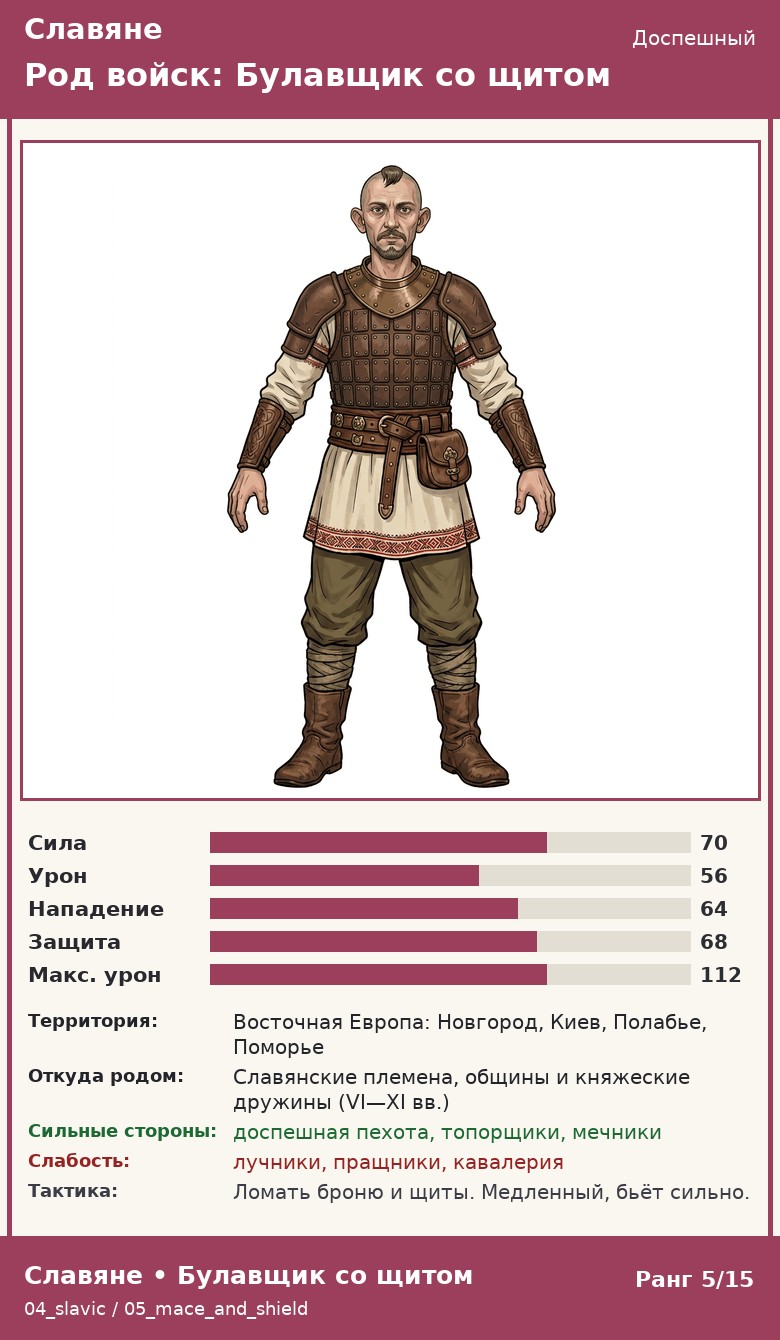 Славяне
Доспешный
Род войск: Булавщик со щитом
Сила 70
Урон 56
Нападение 64
Защита 68
Макс. урон 112
Территория: Восточная Европа: Новгород, Киев, Полабье,
Поморье
Откуда родом: Славянские племена, общины и княжеские
дружины (VI—XI вв.)
Сильные стороны: доспешная пехота, топорщики, мечники
Слабость: лучники, пращники, кавалерия
Тактика: Ломать броню и щиты. Медленный, бьёт сильно.
Славяне • Булавщик со щитом
Ранг 5/15
04_slavic / 05_mace_and_shield